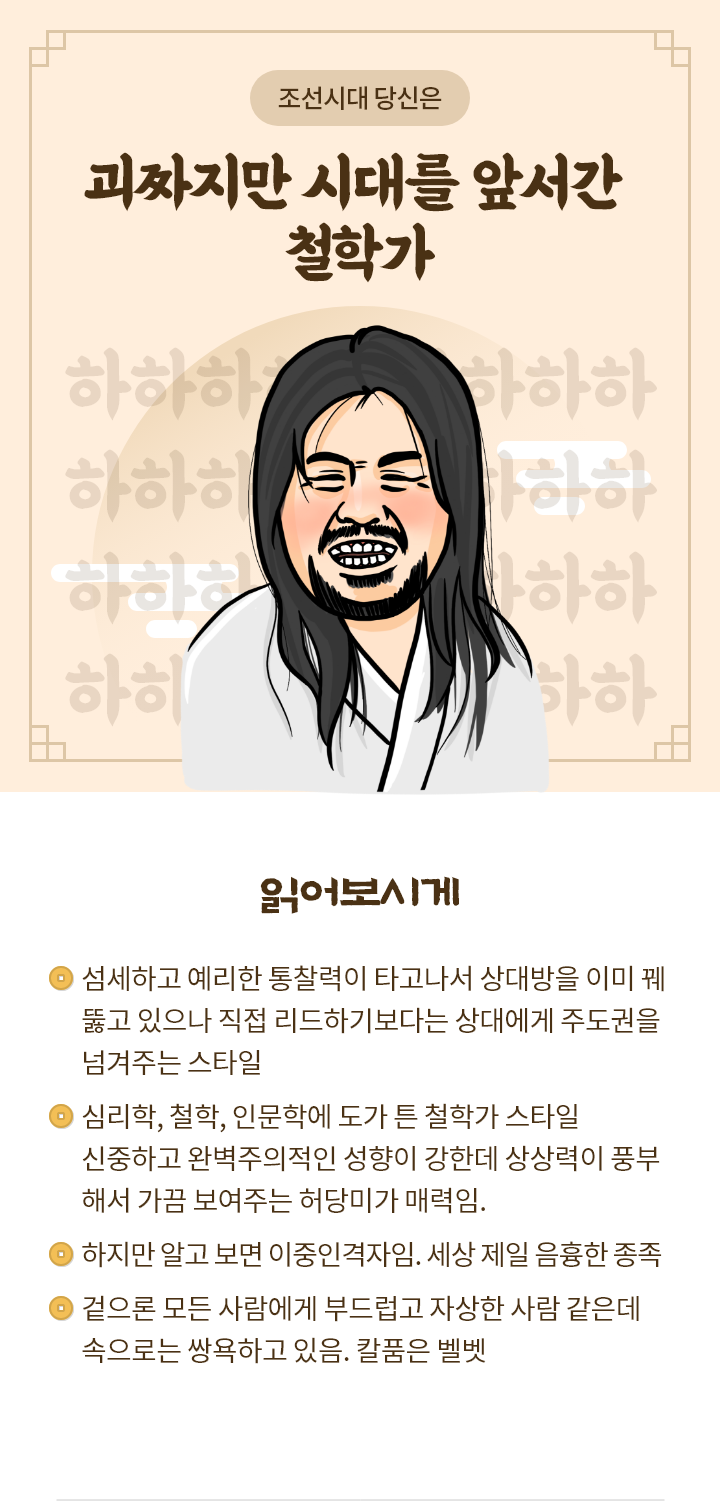 조선시대 당신은
괴짜지만 시대를 앞서간
철학가
하하하 하하하
하하하 하하
하하하 하하
하하 하하
읽어보시게
섬세하고 예리한 통찰력이 타고나서 상대방을 이미 꿰
뚫고 있으나 직접 리드하기보다는 상대에게 주도권을
넘겨주는 스타일
심리학, 철학, 인문학에 도가 튼 철학가 스타일
신중하고 완벽주의적인 성향이 강한데 상상력이 풍부
해서 가끔 보여주는 허당미가 매력임.
하지만 알고 보면 이중인격자임. 세상 제일 음흉한 종족
겉으론 모든 사람에게 부드럽고 자상한 사람 같은데
속으로는 쌍욕하고 있음. 칼품은 벨벳